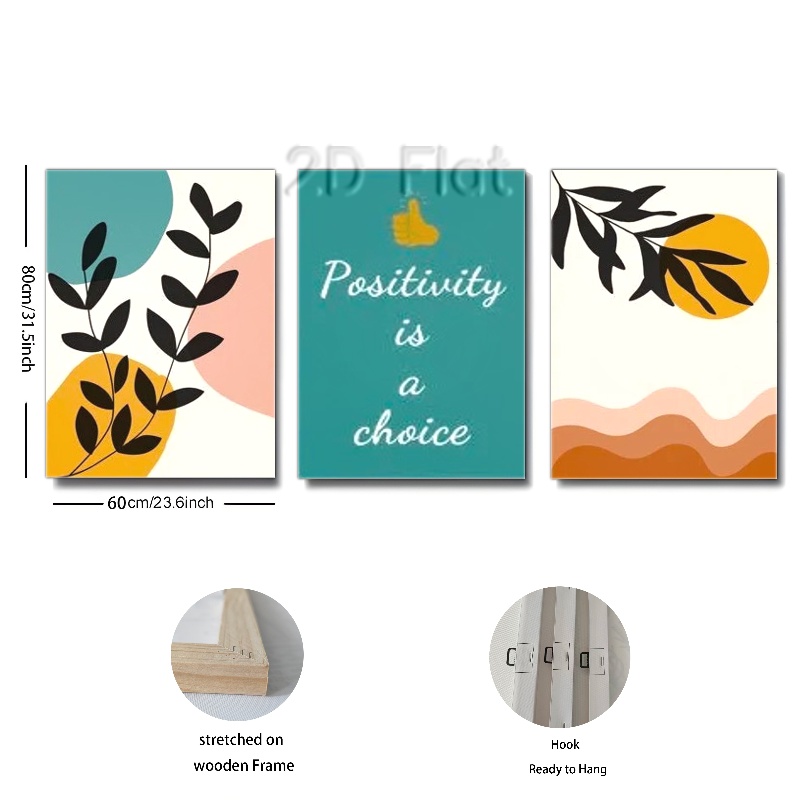 2D Flat
Positivity
is
a
choice
80cm/31.5inch
60cm/23.6inch
stretched on
wooden Frame
Hook
Ready to Hang